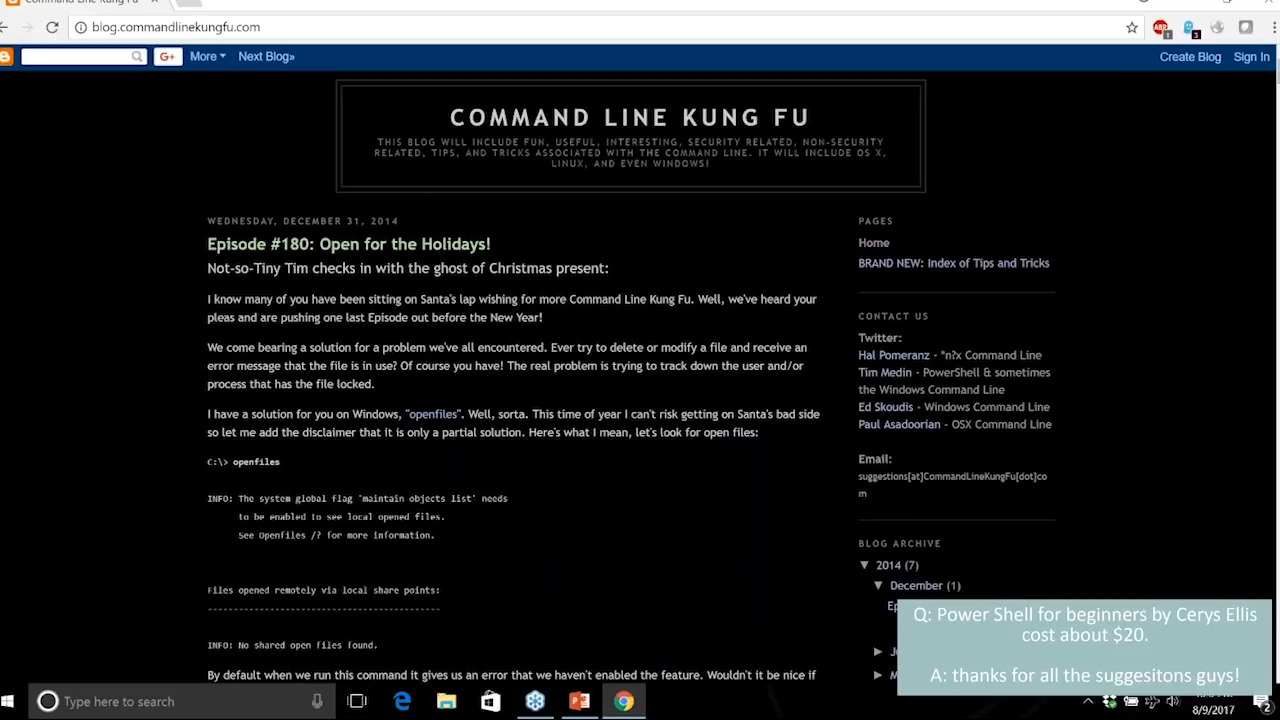 Command Line Kung Fu
blog.commandlinekungfu.com
ABP
1
3
G+
More
Next Blog»
Create Blog
Sign In
COMMAND LINE KUNG FU
THIS BLOG WILL INCLUDE FUN, USEFUL, INTERESTING, SECURITY RELATED, NON-SECURITY
RELATED, TIPS, AND TRICKS ASSOCIATED WITH THE COMMAND LINE. IT WILL INCLUDE OS X,
LINUX, AND EVEN WINDOWS!
WEDNESDAY, DECEMBER 31, 2014
Episode #180: Open for the Holidays!
Not-so-Tiny Tim checks in with the ghost of Christmas present:
I know many of you have been sitting on Santa's lap wishing for more Command Line Kung Fu. Well, we've heard your
pleas and are pushing one last Episode out before the New Year!
We come bearing a solution for a problem we've all encountered. Ever try to delete or modify a file and receive an
error message that the file is in use? Of course you have! The real problem is trying to track down the user and/or
process that has the file locked.
I have a solution for you on Windows, "openfiles". Well, sorta. This time of year I can't risk getting on Santa's bad side
so let me add the disclaimer that it is only a partial solution. Here's what I mean, let's look for open files:
C:\> openfiles
INFO: The system global flag 'maintain objects list' needs
to be enabled to see local opened files.
See Openfiles /? for more information.
Files opened remotely via local share points:
---------------------------------------------
INFO: No shared open files found.
By default when we run this command it gives us an error that we haven't enabled the feature. Wouldn't it be nice if
PAGES
Home
BRAND NEW: Index of Tips and Tricks
CONTACT US
Twitter:
Hal Pomeranz - *n?x Command Line
Tim Medin - PowerShell & sometimes
the Windows Command Line
Ed Skoudis - Windows Command Line
Paul Asadoorian - OSX Command Line
Email:
suggestions[at]CommandLineKungFu[dot]co
m
BLOG ARCHIVE
▼ 2014 (7)
▼ December (1)
Q: Power Shell for beginners by Cerys Ellis
cost about $20.
A: thanks for all the suggesitons guys!
Type here to search
8/9/2017
2